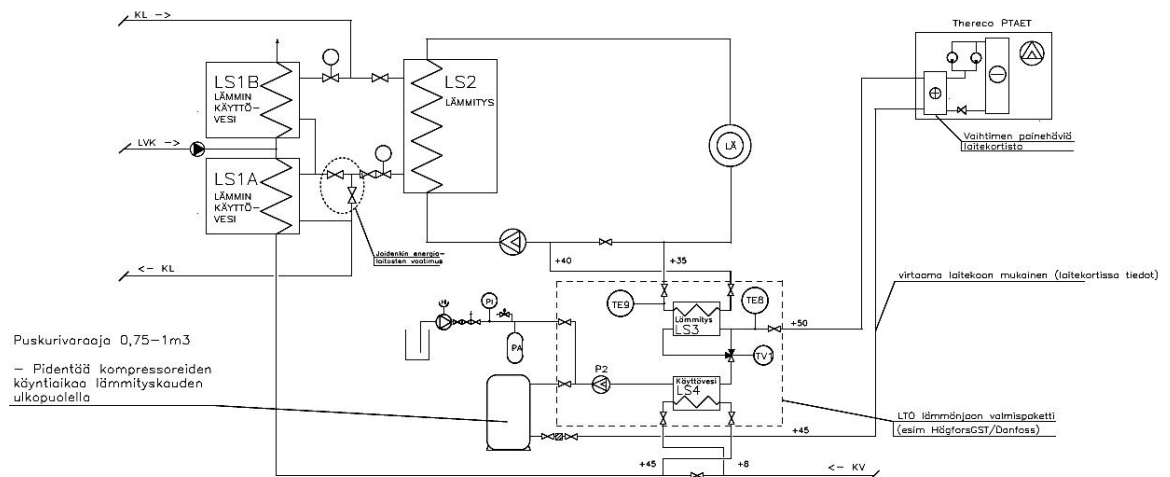 KL ->
Thereco PTAET
LS1B
LÄMMIN
KÄYTTÖ-
VESI
LS2
LÄMMITYS
LVK ->
LÄ
Vaihtimen painehäviö
laitekortista
LS1A
LÄMMIN
KÄYTTÖ-
VESI
Joidenkin energia-
laitosten vaatimus
<- KL
+40
+35
virtaama laitekoon mukainen (laitekortissa tiedot)
TE9
TE8
Lämmitys
LS3
+50
PI
PA
TV1
Puskurivaraaja 0,75-1m3
- Pidentää kompressoreiden
käyntiaikaa lämmityskauden
ulkopuolella
P2
Käyttövesi
LS4
LTO lämmönjaon valmispaketti
(esim HögforsGST/Danfoss)
+45
+45
+8
<- KV